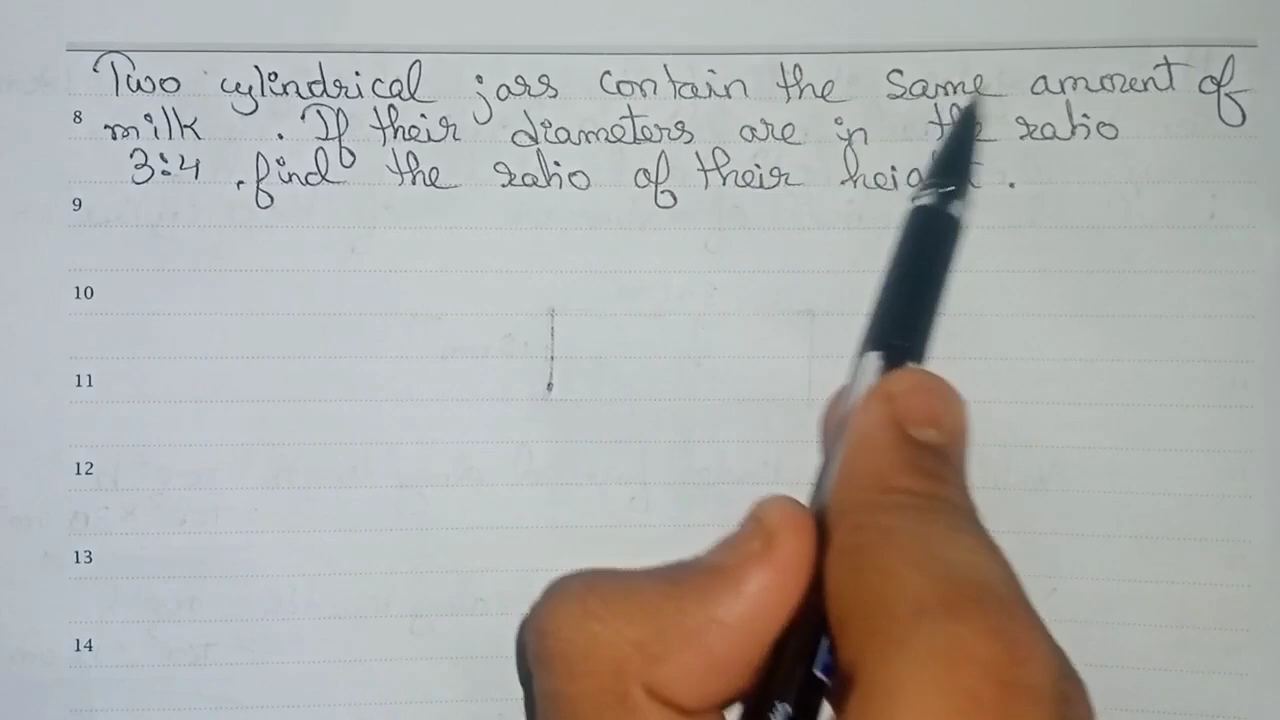 Two cylindrical jars contain the same amount of
8 milk . If their diameters are in the ratio
3:4 . find the ratio of their height .
9
10
11
12
13
14